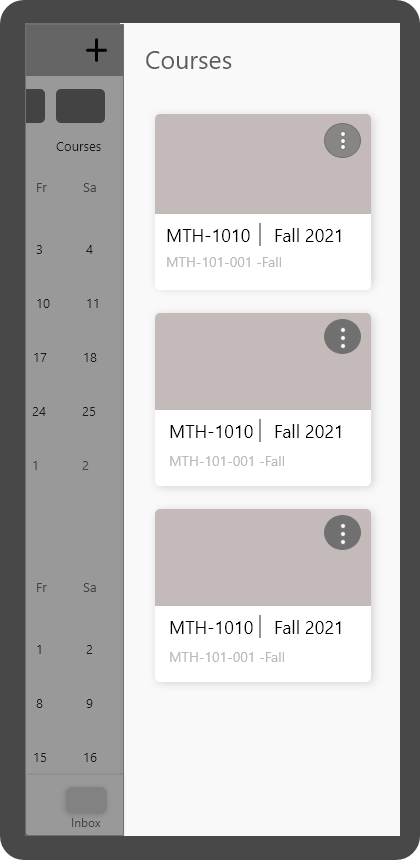 Courses
Courses
Fr Sa
3 4
10 11
17 18
24 25
1 2
Fr Sa
1 2
8 9
15 16
Inbox
MTH-1010 | Fall 2021
MTH-101-001 -Fall
MTH-1010 | Fall 2021
MTH-101-001 -Fall
MTH-1010 | Fall 2021
MTH-101-001 -Fall